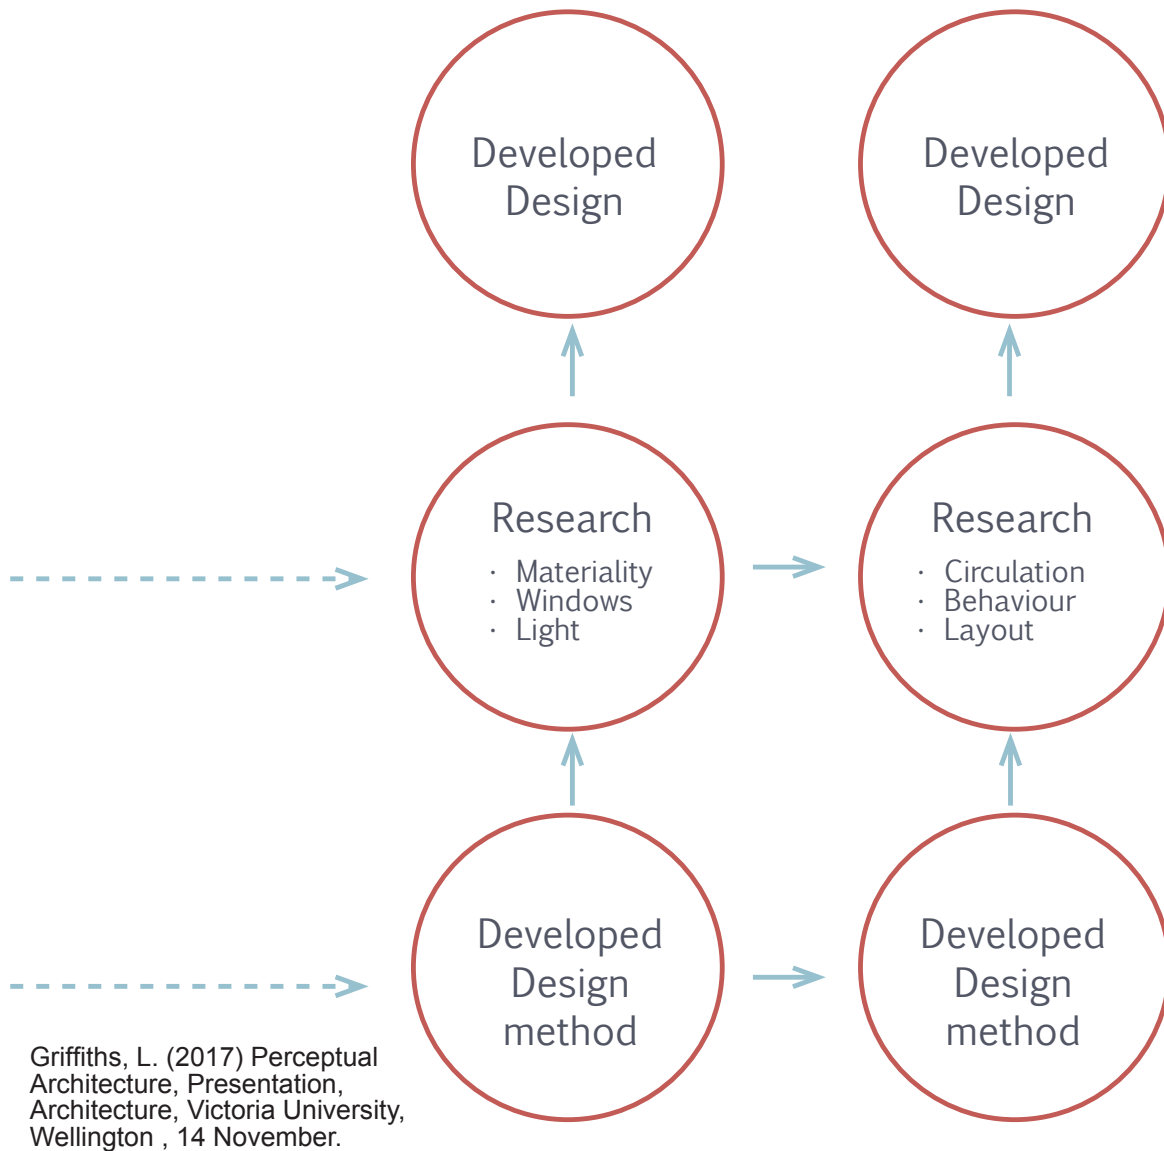 Developed
Design
Developed
Design
Research
· Materiality
· Windows
· Light
Research
· Circulation
· Behaviour
· Layout
Developed
Design
method
Developed
Design
method
Griffiths, L. (2017) Perceptual
Architecture, Presentation,
Architecture, Victoria University,
Wellington , 14 November.